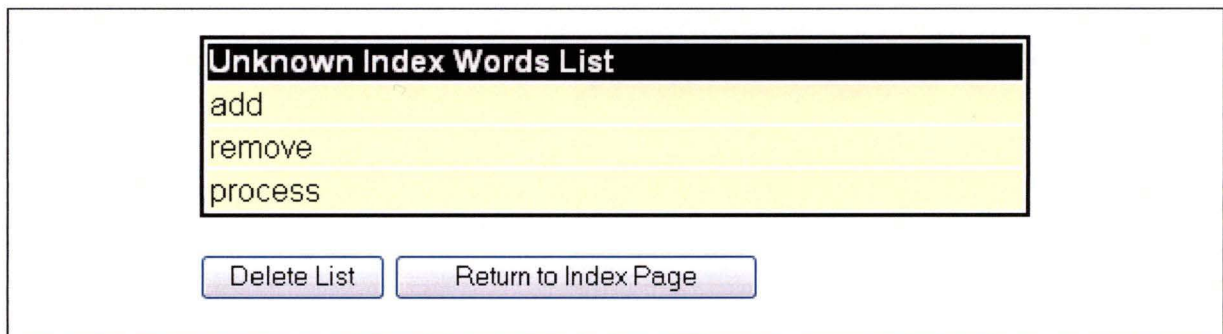 Unknown Index Words List
add
remove
process
Delete List Return to Index Page